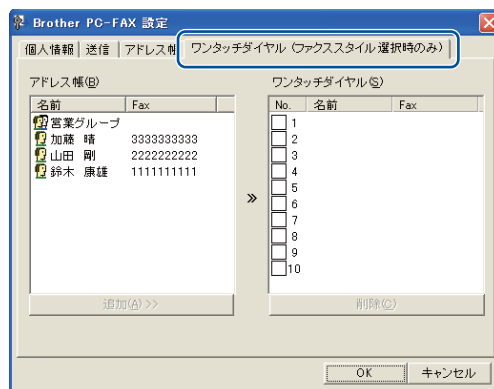 Brother PC-FAX 設定
個人情報 送信 アドレス帳 ワンタッチダイヤル（ファクススタイル選択時のみ）
アドレス帳(B)
名前 Fax
営業グループ
加藤 晴 3333333333
山田 剛 2222222222
鈴木 康雄 1111111111
追加(A) >>
»
ワンタッチダイヤル(S)
No. 名前 Fax
1
2
3
4
5
6
7
8
9
10
削除(C)
OK キャンセル